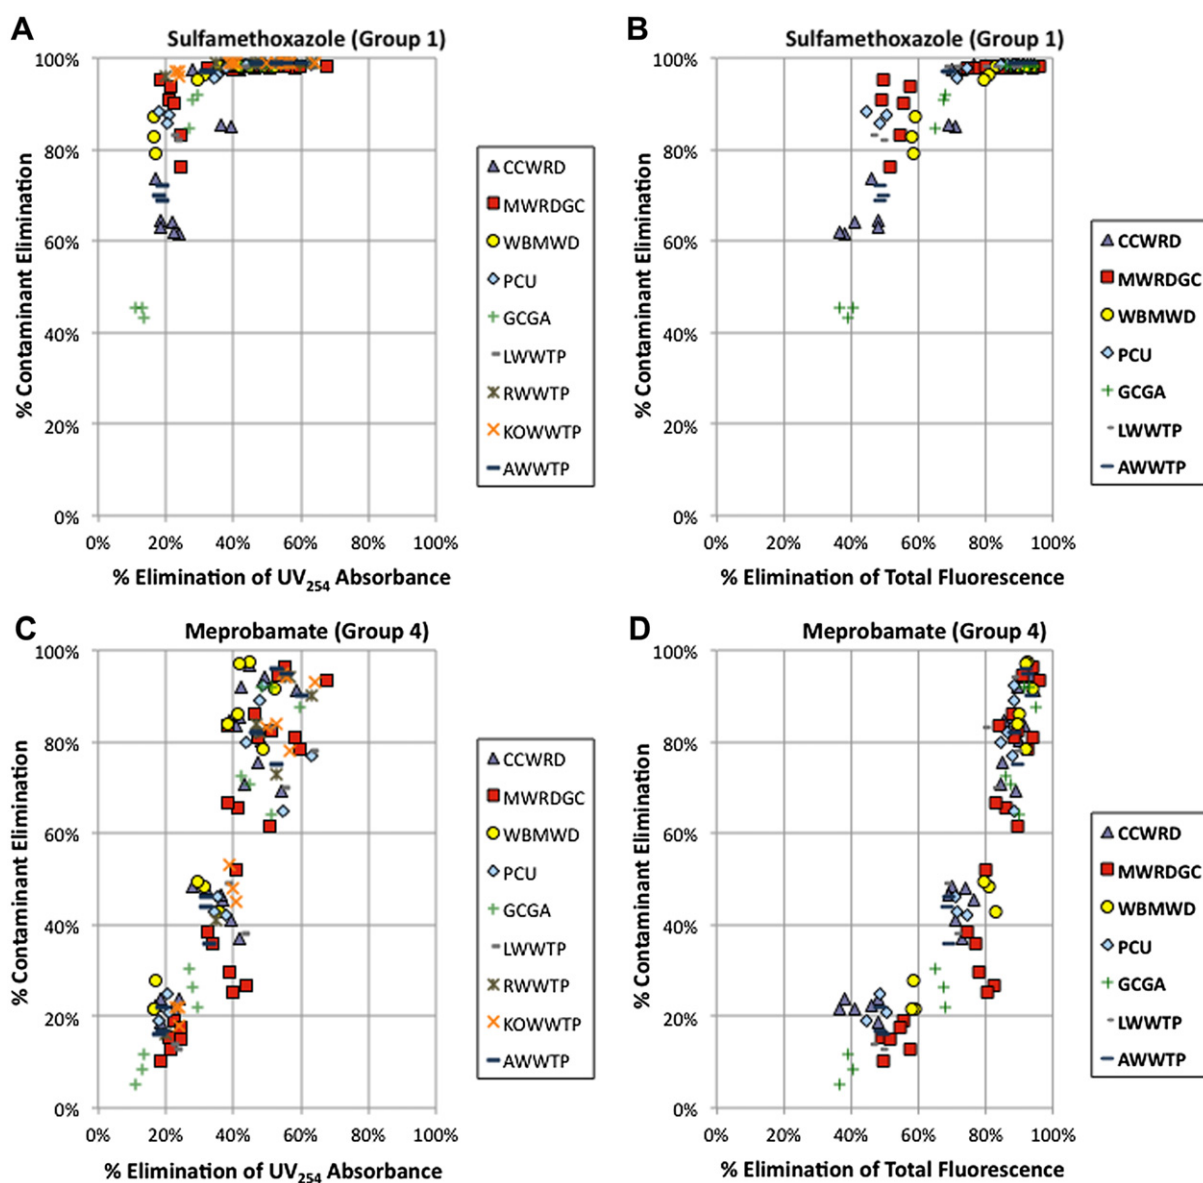 A
Sulfamethoxazole (Group 1)
% Contaminant Elimination
100%
80%
60%
40%
20%
0%
0% 20% 40% 60% 80% 100%
% Elimination of UV254 Absorbance
CCWRD
MWRDGC
WBMWD
PCU
GCGA
LWWTP
RWWTP
KOWWTP
AWWTP
B
Sulfamethoxazole (Group 1)
% Contaminant Elimination
100%
80%
60%
40%
20%
0%
0% 20% 40% 60% 80% 100%
% Elimination of Total Fluorescence
CCWRD
MWRDGC
WBMWD
PCU
GCGA
LWWTP
AWWTP
C
Meprobamate (Group 4)
% Contaminant Elimination
100%
80%
60%
40%
20%
0%
0% 20% 40% 60% 80% 100%
% Elimination of UV254 Absorbance
CCWRD
MWRDGC
WBMWD
PCU
GCGA
LWWTP
RWWTP
KOWWTP
AWWTP
D
Meprobamate (Group 4)
% Contaminant Elimination
100%
80%
60%
40%
20%
0%
0% 20% 40% 60% 80% 100%
% Elimination of Total Fluorescence
CCWRD
MWRDGC
WBMWD
PCU
GCGA
LWWTP
AWWTP